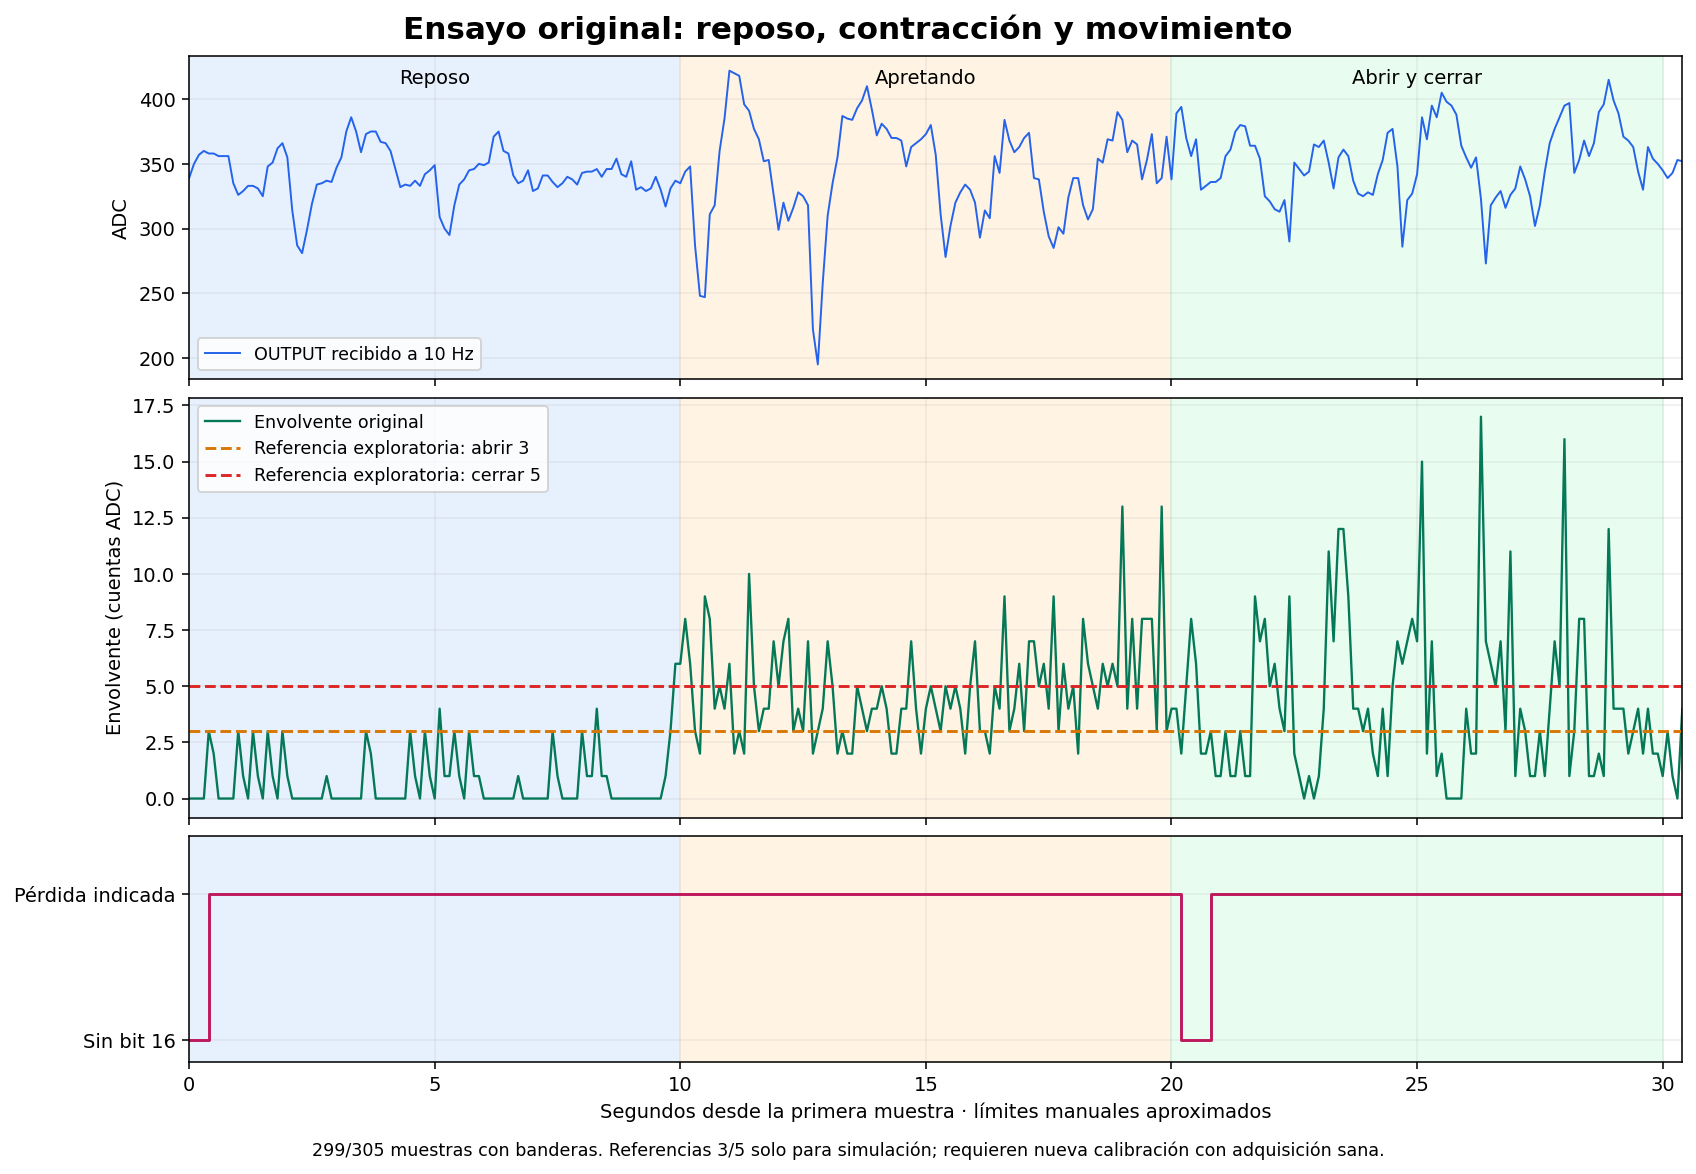 Ensayo original: reposo, contracción y movimiento
Reposo
Apretando
Abrir y cerrar
400
350
300
250
200
ADC
OUTPUT recibido a 10 Hz
17.5
15.0
12.5
10.0
7.5
5.0
2.5
0.0
Envolvente (cuentas ADC)
Envolvente original
Referencia exploratoria: abrir 3
Referencia exploratoria: cerrar 5
Pérdida indicada
Sin bit 16
0 5 10 15 20 25 30
Segundos desde la primera muestra · límites manuales aproximados
299/305 muestras con banderas. Referencias 3/5 solo para simulación; requieren nueva calibración con adquisición sana.